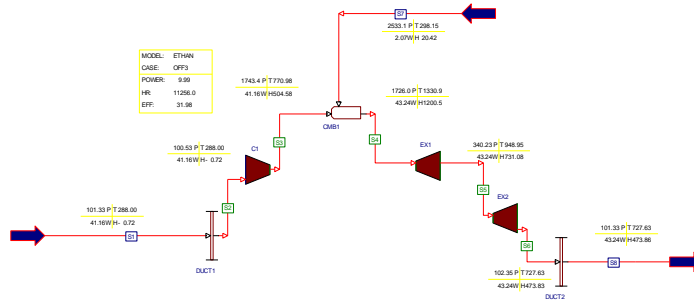 S7
2533.1 P T 298.15
2.07W H 20.42
MODEL: ETHAN
CASE: OFF3
POWER: 9.99
HR: 11256.0
EFF: 31.98
1743.4 P T 770.98
41.16W H504.58
CMB1
1726.0 P T 1330.9
43.24W H1200.5
S3
S4
100.53 P T 288.00
41.16W H- 0.72
C1
EX1
340.23 P T 948.95
43.24W H731.08
S5
EX2
101.33 P T 288.00
41.16W H- 0.72
S2
S1
DUCT1
S6
101.33 P T 727.63
43.24W H473.86
102.35 P T 727.63
43.24W H473.83
DUCT2